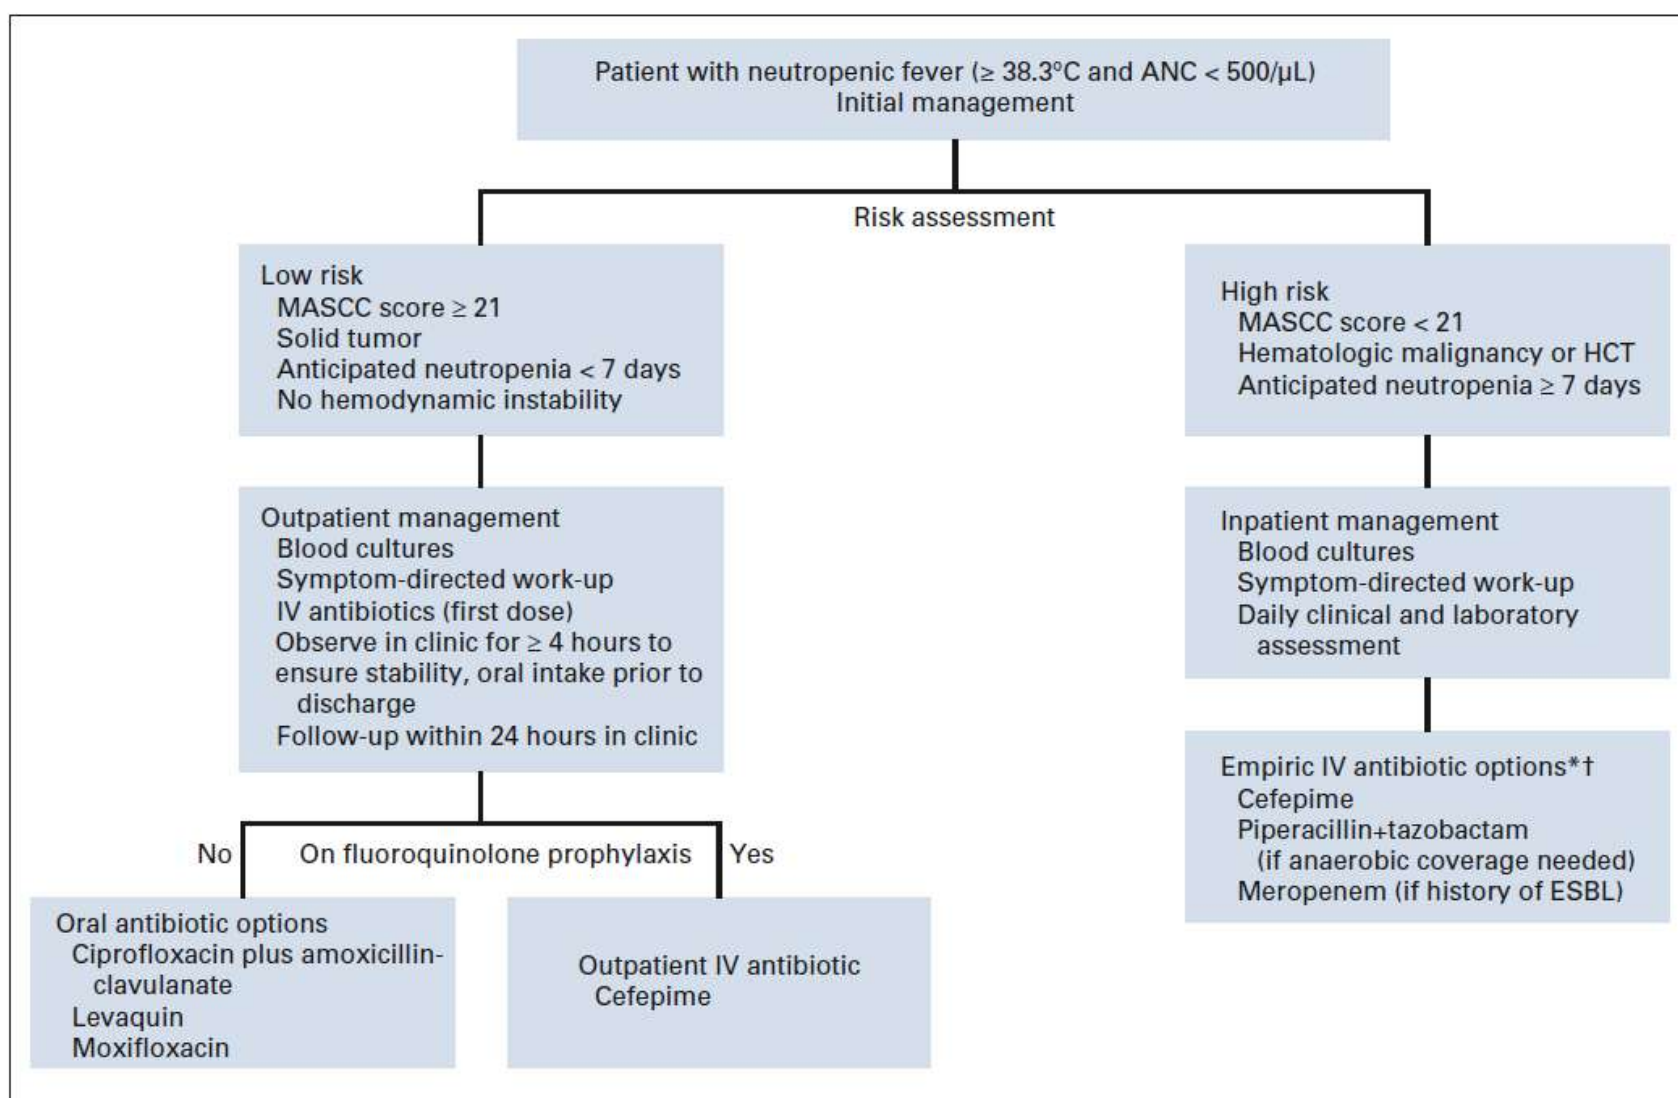 Patient with neutropenic fever (≥ 38.3°C and ANC < 500/µL)
Initial management
Risk assessment
Low risk
MASCC score ≥ 21
Solid tumor
Anticipated neutropenia < 7 days
No hemodynamic instability
High risk
MASCC score < 21
Hematologic malignancy or HCT
Anticipated neutropenia ≥ 7 days
Outpatient management
Blood cultures
Symptom-directed work-up
IV antibiotics (first dose)
Observe in clinic for ≥ 4 hours to
ensure stability, oral intake prior to
discharge
Follow-up within 24 hours in clinic
Inpatient management
Blood cultures
Symptom-directed work-up
Daily clinical and laboratory
assessment
Empiric IV antibiotic options*†
Cefepime
Piperacillin+tazobactam
(if anaerobic coverage needed)
Meropenem (if history of ESBL)
No
On fluoroquinolone prophylaxis
Yes
Oral antibiotic options
Ciprofloxacin plus amoxicillin-
clavulanate
Levaquin
Moxifloxacin
Outpatient IV antibiotic
Cefepime